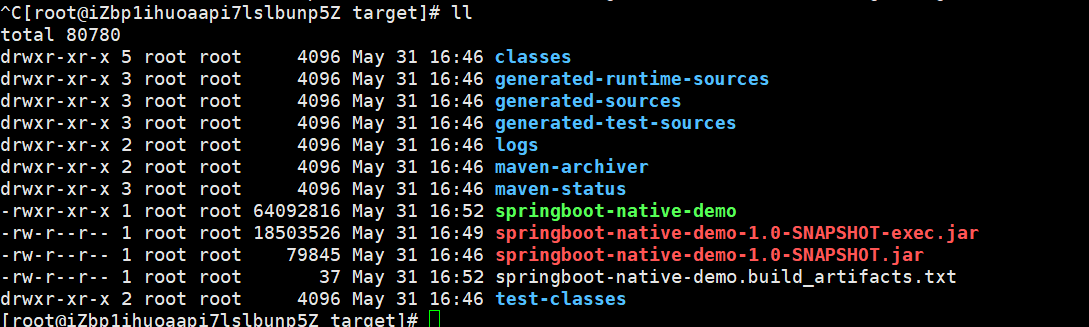 ^C[root@iZbp1ihuoaapi7lslbunp5Z target]# ll
total 80780
drwxr-xr-x 5 root root     4096 May 31 16:46 classes
drwxr-xr-x 3 root root     4096 May 31 16:46 generated-runtime-sources
drwxr-xr-x 3 root root     4096 May 31 16:46 generated-sources
drwxr-xr-x 3 root root     4096 May 31 16:46 generated-test-sources
drwxr-xr-x 2 root root     4096 May 31 16:46 logs
drwxr-xr-x 2 root root     4096 May 31 16:46 maven-archiver
drwxr-xr-x 3 root root     4096 May 31 16:46 maven-status
-rwxr-xr-x 1 root root 64092816 May 31 16:52 springboot-native-demo
-rw-r--r-- 1 root root 18503526 May 31 16:49 springboot-native-demo-1.0-SNAPSHOT-exec.jar
-rw-r--r-- 1 root root    79845 May 31 16:46 springboot-native-demo-1.0-SNAPSHOT.jar
-rw-r--r-- 1 root root       37 May 31 16:52 springboot-native-demo.build_artifacts.txt
drwxr-xr-x 2 root root     4096 May 31 16:46 test-classes
[root@iZbp1ihuoaapi7lslbunp5Z target]#